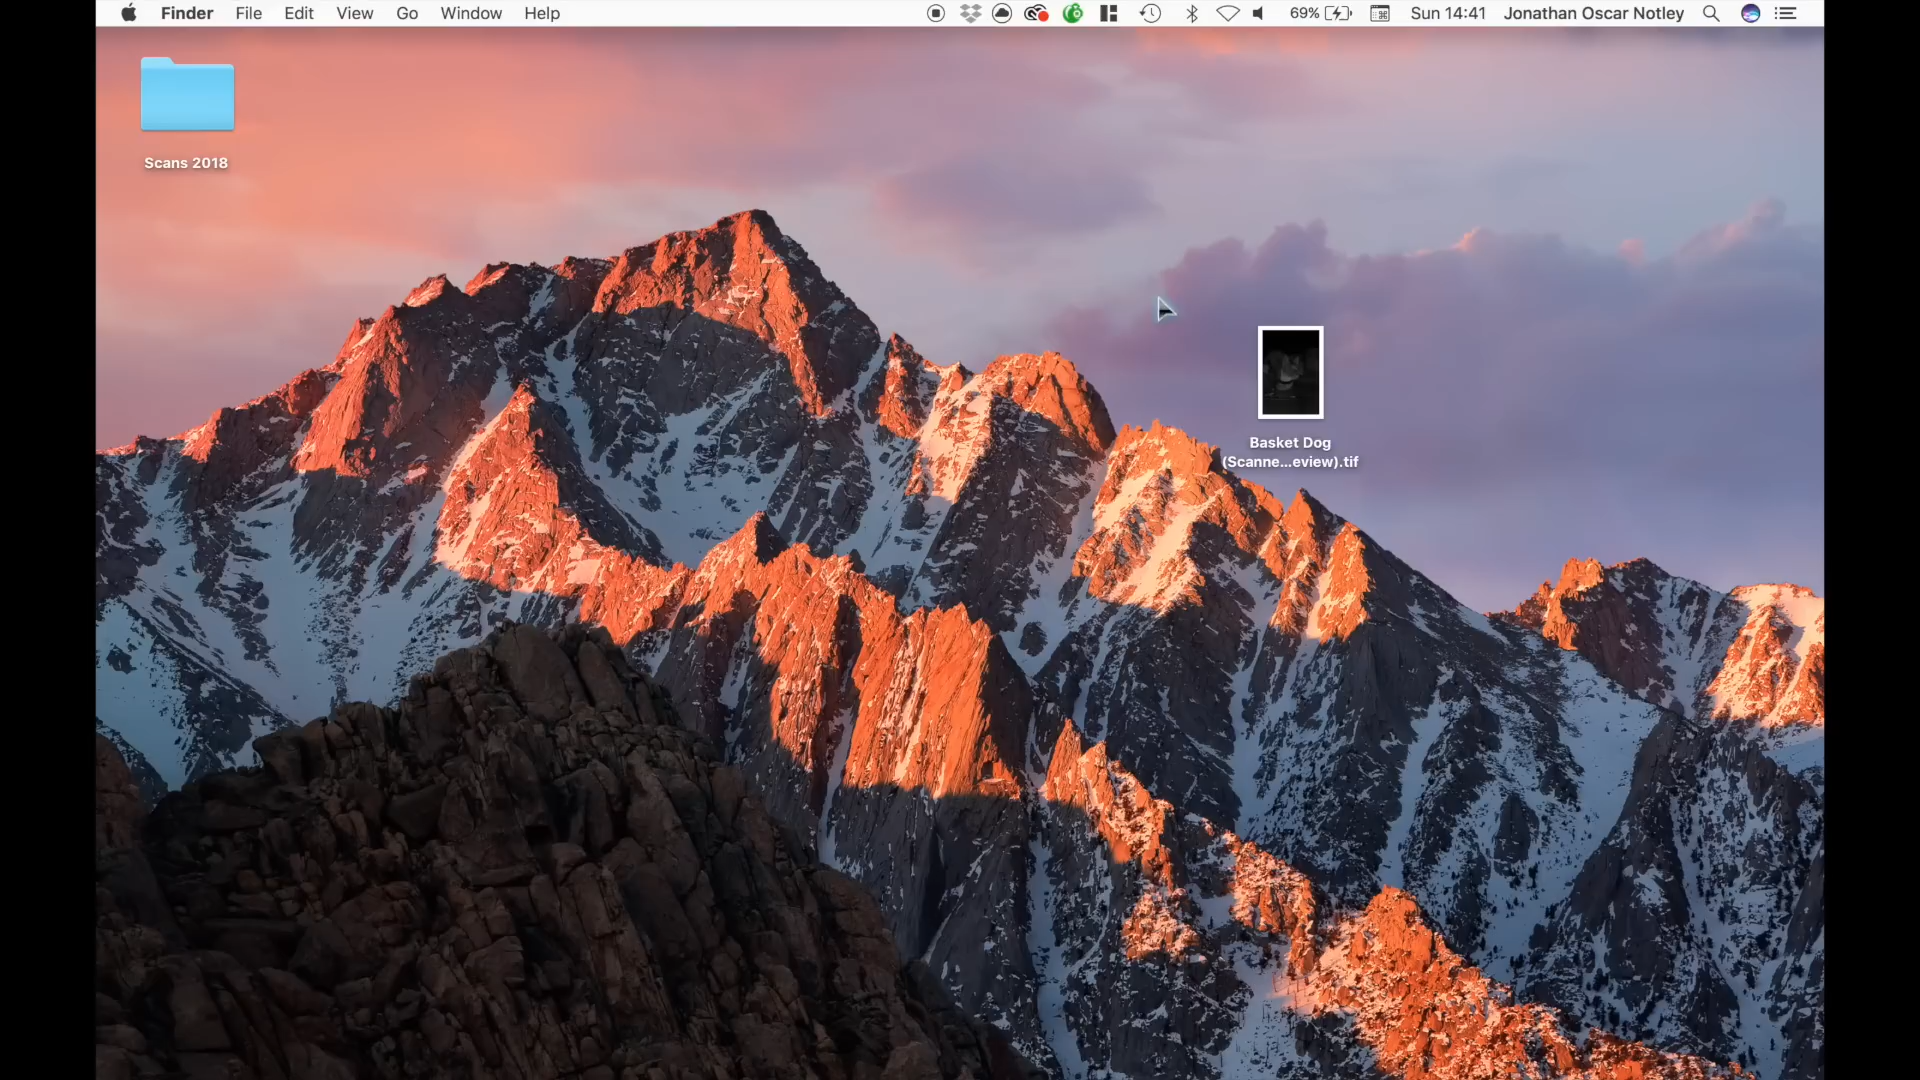 Finder File Edit View Go Window Help 69% Sun 14:41 Jonathan Oscar Notley
Scans 2018
Basket Dog
(Scanne...eview).tif